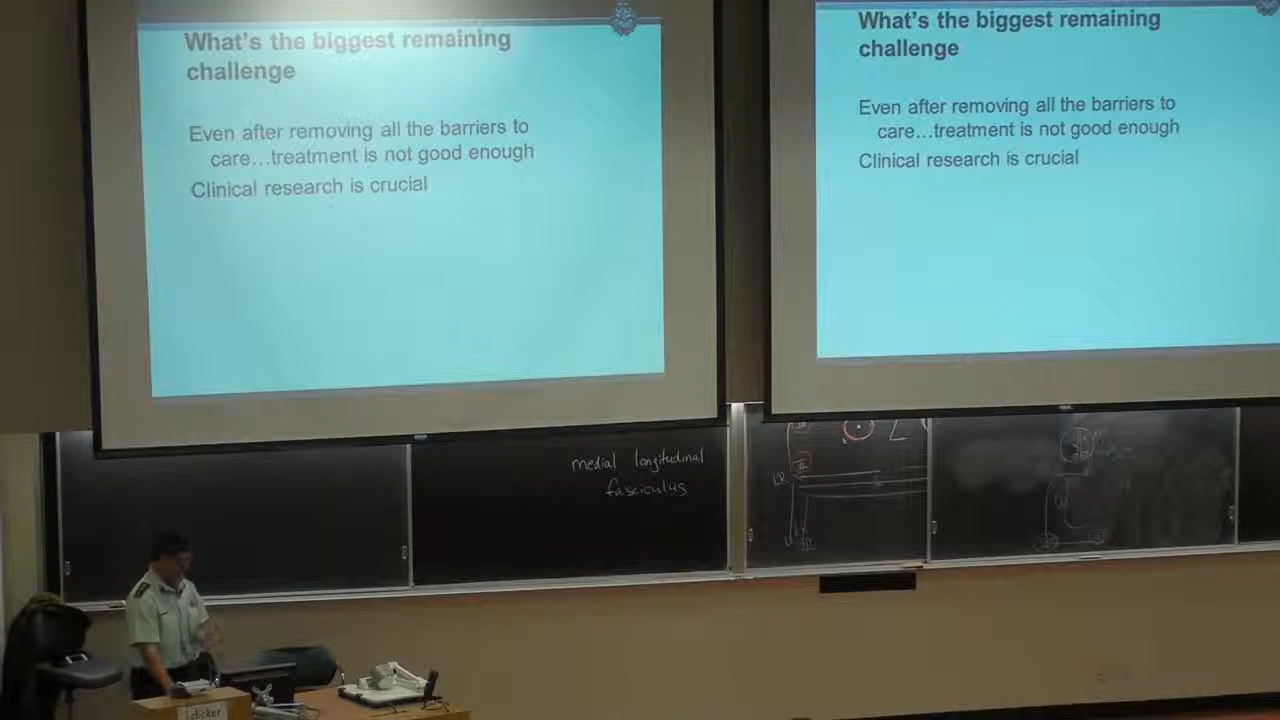 What's the biggest remaining
challenge
Even after removing all the barriers to
care...treatment is not good enough
Clinical research is crucial
What's the biggest remaining
challenge
Even after removing all the barriers to
care...treatment is not good enough
Clinical research is crucial
medial longitudinal
fasciculus
iclicker